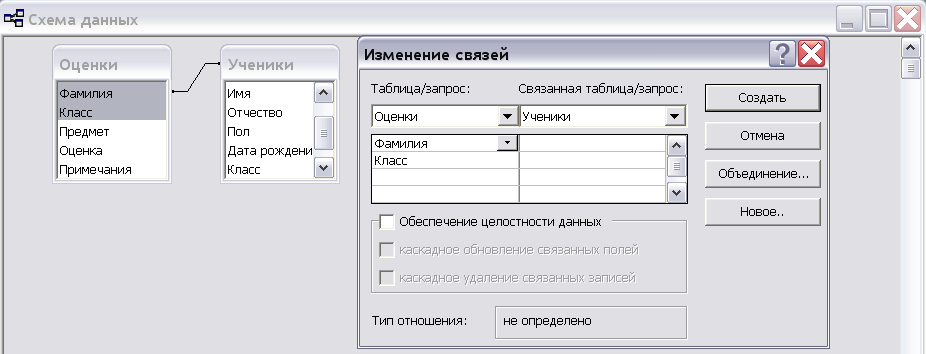 Схема данных
Оценки
Фамилия
Класс
Предмет
Оценка
Примечания
Ученики
Имя
Отчество
Пол
Дата рождени
Класс
Изменение связей
Таблица/запрос:
Связанная таблица/запрос:
Оценки
Ученики
Фамилия
Класс
Обеспечение целостности данных
каскадное обновление связанных полей
каскадное удаление связанных записей
Тип отношения:
не определено
Создать
Отмена
Объединение...
Новое..